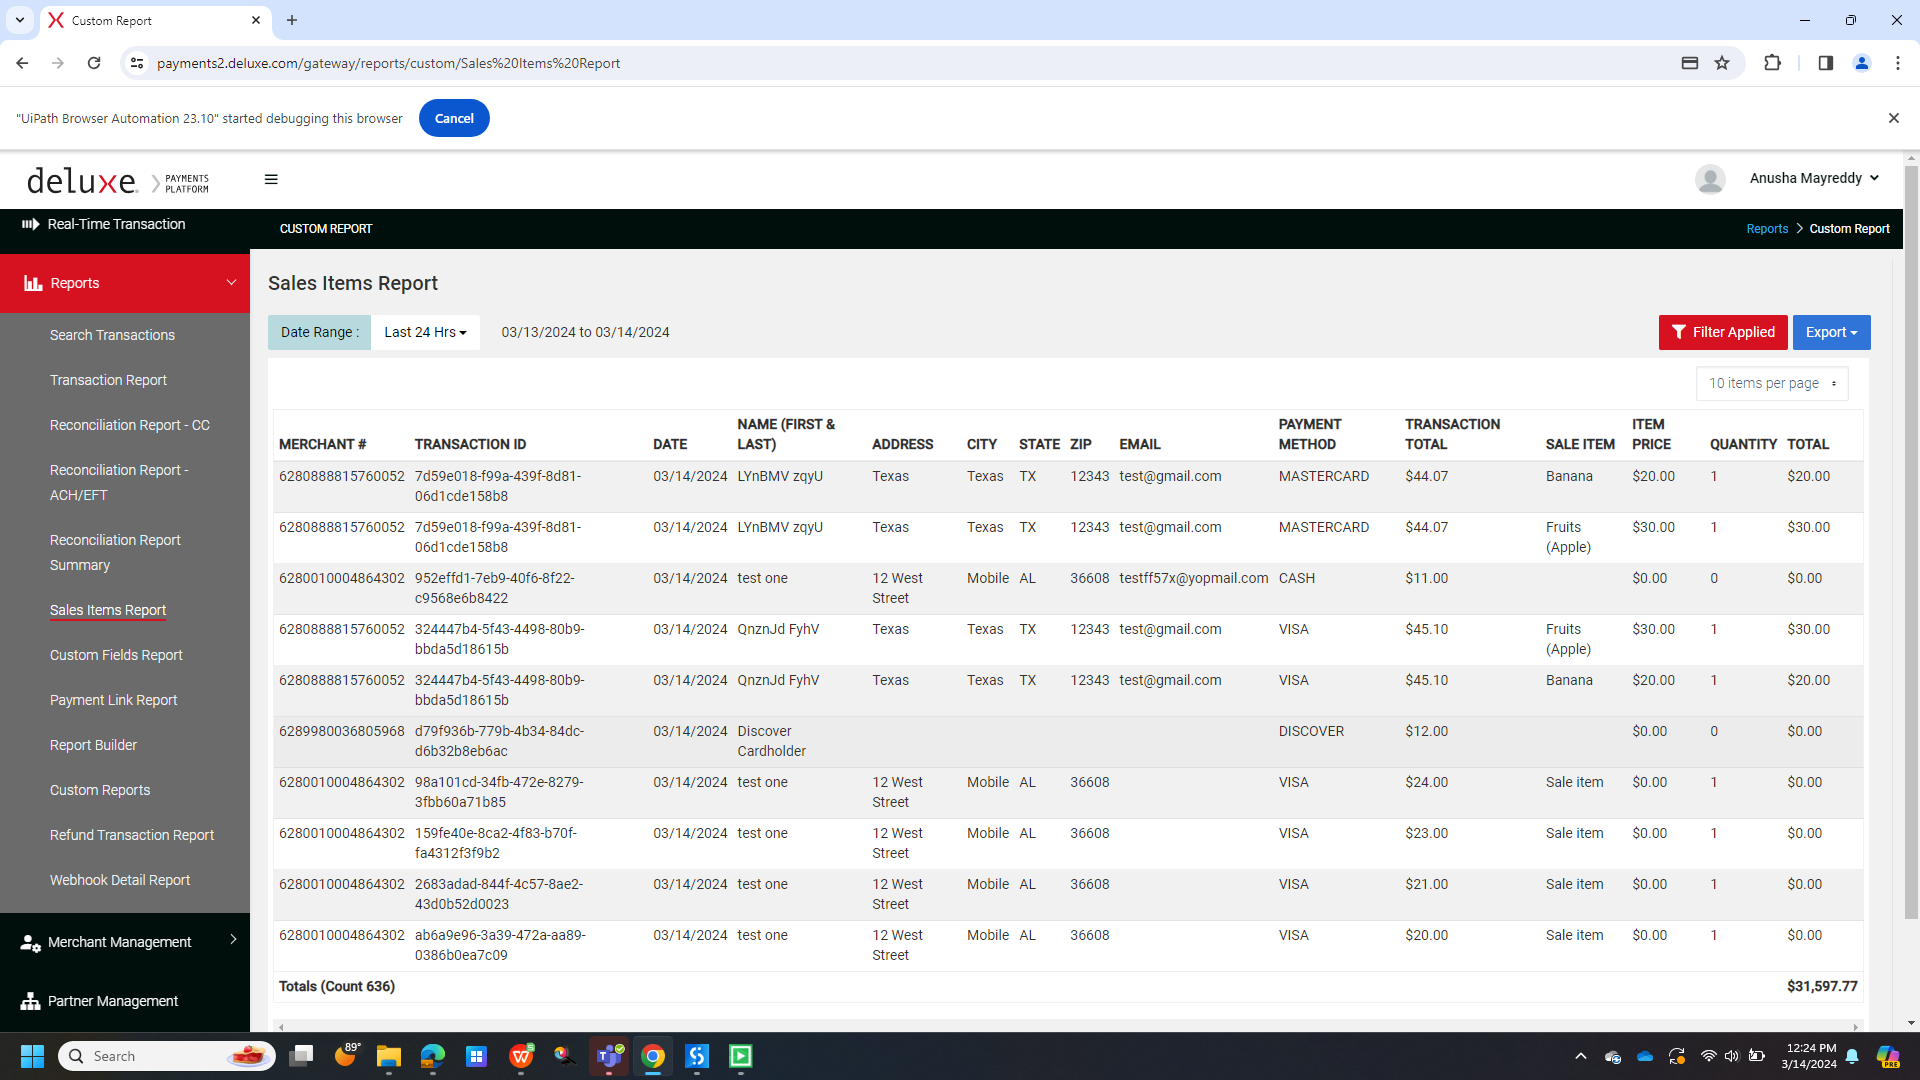 Custom Report
payments2.deluxe.com/gateway/reports/custom/Sales%20Items%20Report
"UiPath Browser Automation 23.10" started debugging this browser
Cancel
deluxe. PAYMENTS PLATFORM
Anusha Mayreddy
Real-Time Transaction
CUSTOM REPORT
Reports > Custom Report
Reports
Search Transactions
Transaction Report
Reconciliation Report - CC
Reconciliation Report -
ACH/EFT
Reconciliation Report
Summary
Sales Items Report
Custom Fields Report
Payment Link Report
Report Builder
Custom Reports
Refund Transaction Report
Webhook Detail Report
Merchant Management
Partner Management
Sales Items Report
Date Range : Last 24 Hrs 03/13/2024 to 03/14/2024
Filter Applied Export
10 items per page
MERCHANT # TRANSACTION ID DATE NAME (FIRST & LAST) ADDRESS CITY STATE ZIP EMAIL PAYMENT METHOD TRANSACTION TOTAL SALE ITEM ITEM PRICE QUANTITY TOTAL
6280888815760052 7d59e018-f99a-439f-8d81- 03/14/2024 LYnBMV zqyU Texas Texas TX 12343 test@gmail.com MASTERCARD $44.07 Banana $20.00 1 $20.00
06d1cde158b8
6280888815760052 7d59e018-f99a-439f-8d81- 03/14/2024 LYnBMV zqyU Texas Texas TX 12343 test@gmail.com MASTERCARD $44.07 Fruits $30.00 1 $30.00
06d1cde158b8 (Apple)
6280010004864302 952effd1-7eb9-40f6-8f22- 03/14/2024 test one 12 West Mobile AL 36608 testff57x@yopmail.com CASH $11.00 $0.00 0 $0.00
c9568e6b8422 Street
6280888815760052 324447b4-5f43-4498-80b9- 03/14/2024 QnznJd FyhV Texas Texas TX 12343 test@gmail.com VISA $45.10 Fruits $30.00 1 $30.00
bbda5d18615b (Apple)
6280888815760052 324447b4-5f43-4498-80b9- 03/14/2024 QnznJd FyhV Texas Texas TX 12343 test@gmail.com VISA $45.10 Banana $20.00 1 $20.00
bbda5d18615b
6289980036805968 d79f936b-779b-4b34-84dc- 03/14/2024 Discover DISCOVER $12.00 $0.00 0 $0.00
d6b32b8eb6ac Cardholder
6280010004864302 98a101cd-34fb-472e-8279- 03/14/2024 test one 12 West Mobile AL 36608 VISA $24.00 Sale item $0.00 1 $0.00
3fbb60a71b85 Street
6280010004864302 159fe40e-8ca2-4f83-b70f- 03/14/2024 test one 12 West Mobile AL 36608 VISA $23.00 Sale item $0.00 1 $0.00
fa4312f3f9b2 Street
6280010004864302 2683adad-844f-4c57-8ae2- 03/14/2024 test one 12 West Mobile AL 36608 VISA $21.00 Sale item $0.00 1 $0.00
43d0b52d0023 Street
6280010004864302 ab6a9e96-3a39-472a-aa89- 03/14/2024 test one 12 West Mobile AL 36608 VISA $20.00 Sale item $0.00 1 $0.00
0386b0ea7c09 Street
Totals (Count 636) $31,597.77
Search
89°
12:24 PM
3/14/2024
PRE